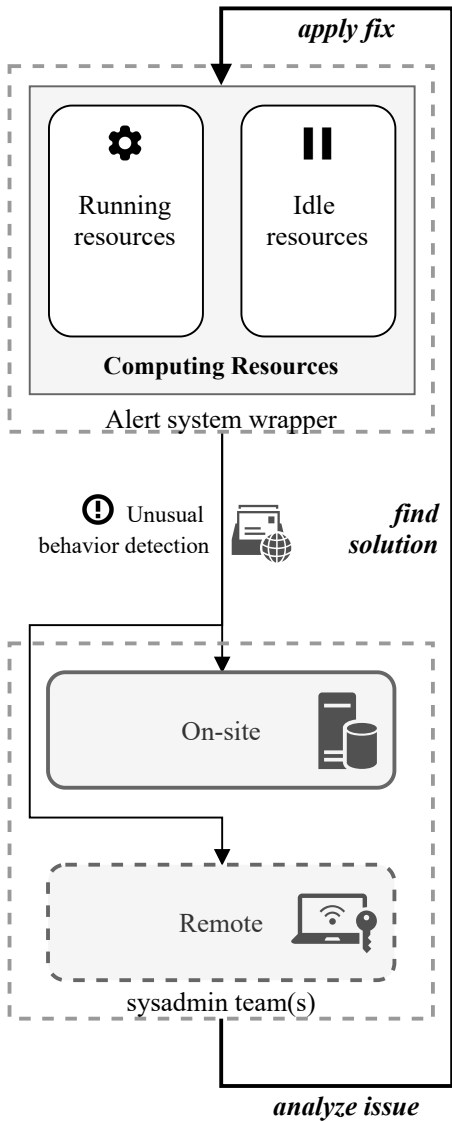 apply fix
Running
resources
Idle
resources
Computing Resources
Alert system wrapper
Unusual
behavior detection
find
solution
On-site
Remote
sysadmin team(s)
analyze issue